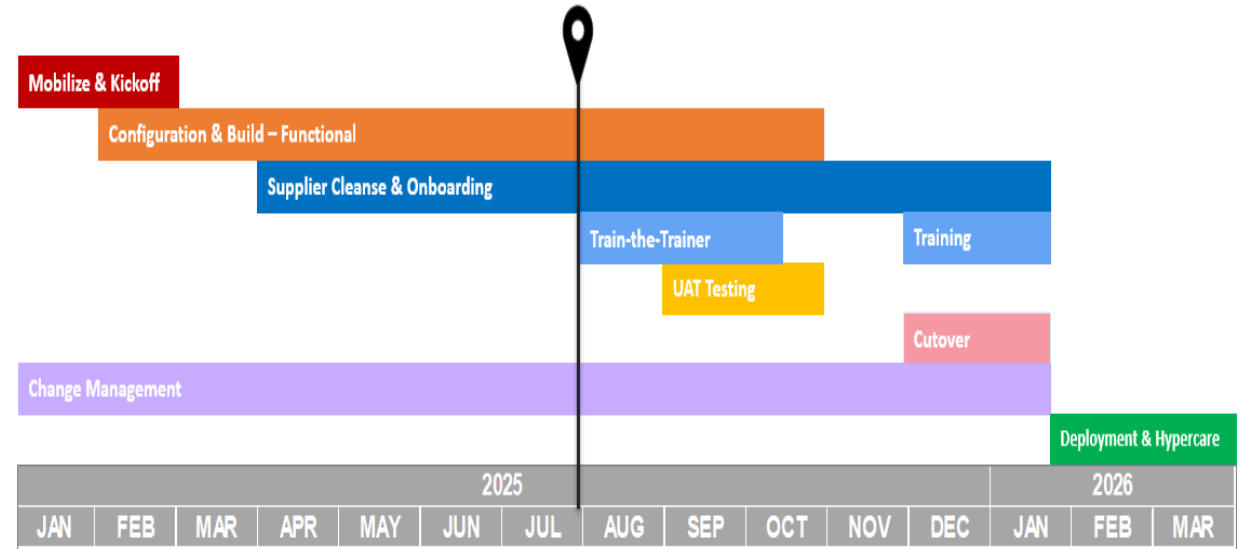 Mobilize & Kickoff
Configuration & Build – Functional
Supplier Cleanse & Onboarding
Train-the-Trainer
Training
UAT Testing
Cutover
Change Management
Deployment & Hypercare
2025
2026
JAN FEB MAR APR MAY JUN JUL AUG SEP OCT NOV DEC JAN FEB MAR